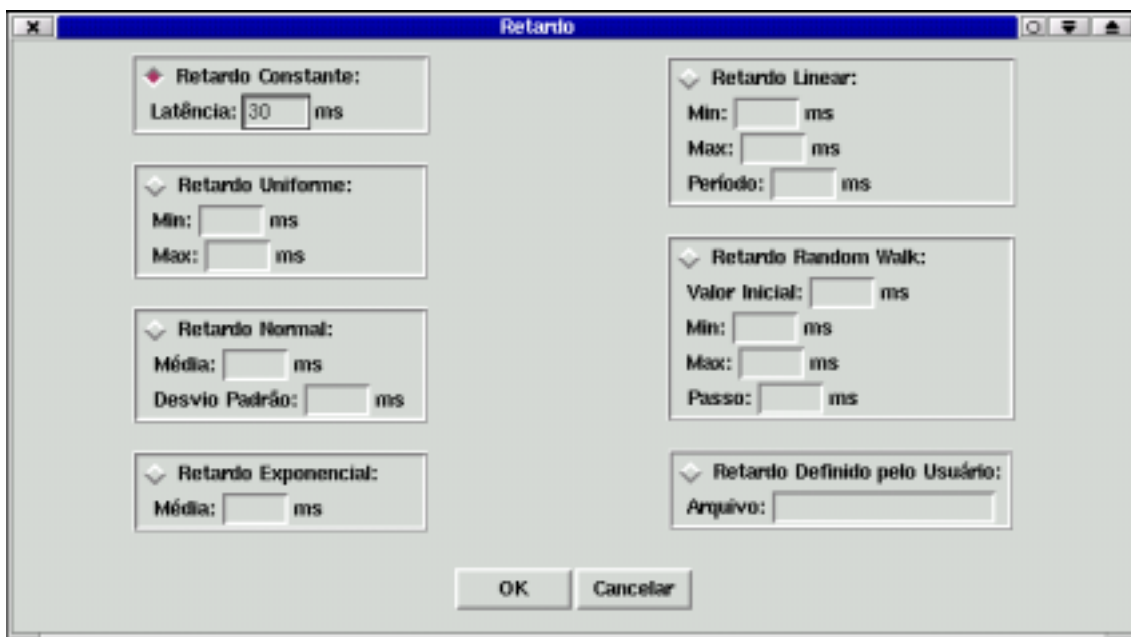 Retardo
Retardo Constante:
Latência: 30 ms
Retardo Uniforme:
Min: ms
Max: ms
Retardo Normal:
Média: ms
Desvio Padrão: ms
Retardo Exponencial:
Média: ms
Retardo Linear:
Min: ms
Max: ms
Período: ms
Retardo Random Walk:
Valor Inicial: ms
Min: ms
Max: ms
Passo: ms
Retardo Definido pelo Usuário:
Arquivo:
OK
Cancelar